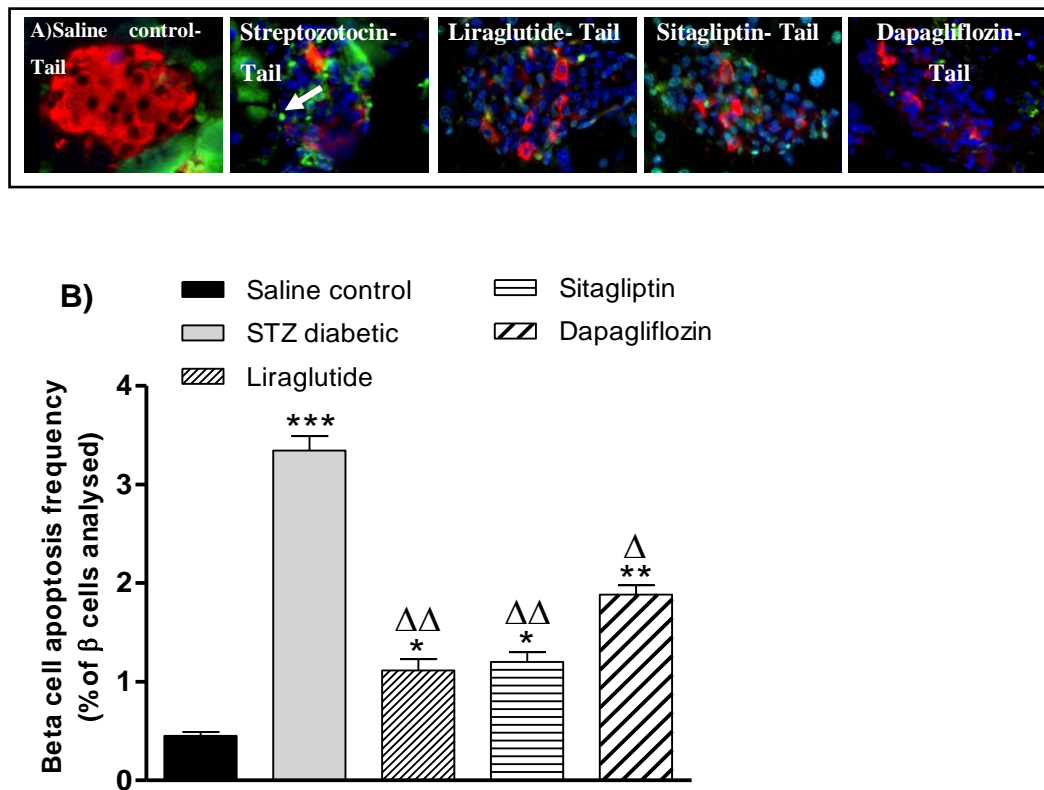 A)Saline control-
Tail
Streptozotocin-
Tail
Liraglutide- Tail
Sitagliptin- Tail
Dapagliflozin-
Tail
B)
Saline control
STZ diabetic
Liraglutide
Sitagliptin
Dapagliflozin
Beta cell apoptosis frequency
(% of β cells analysed)
4
3
2
1
0
***
ΔΔ
*
ΔΔ
*
Δ
**